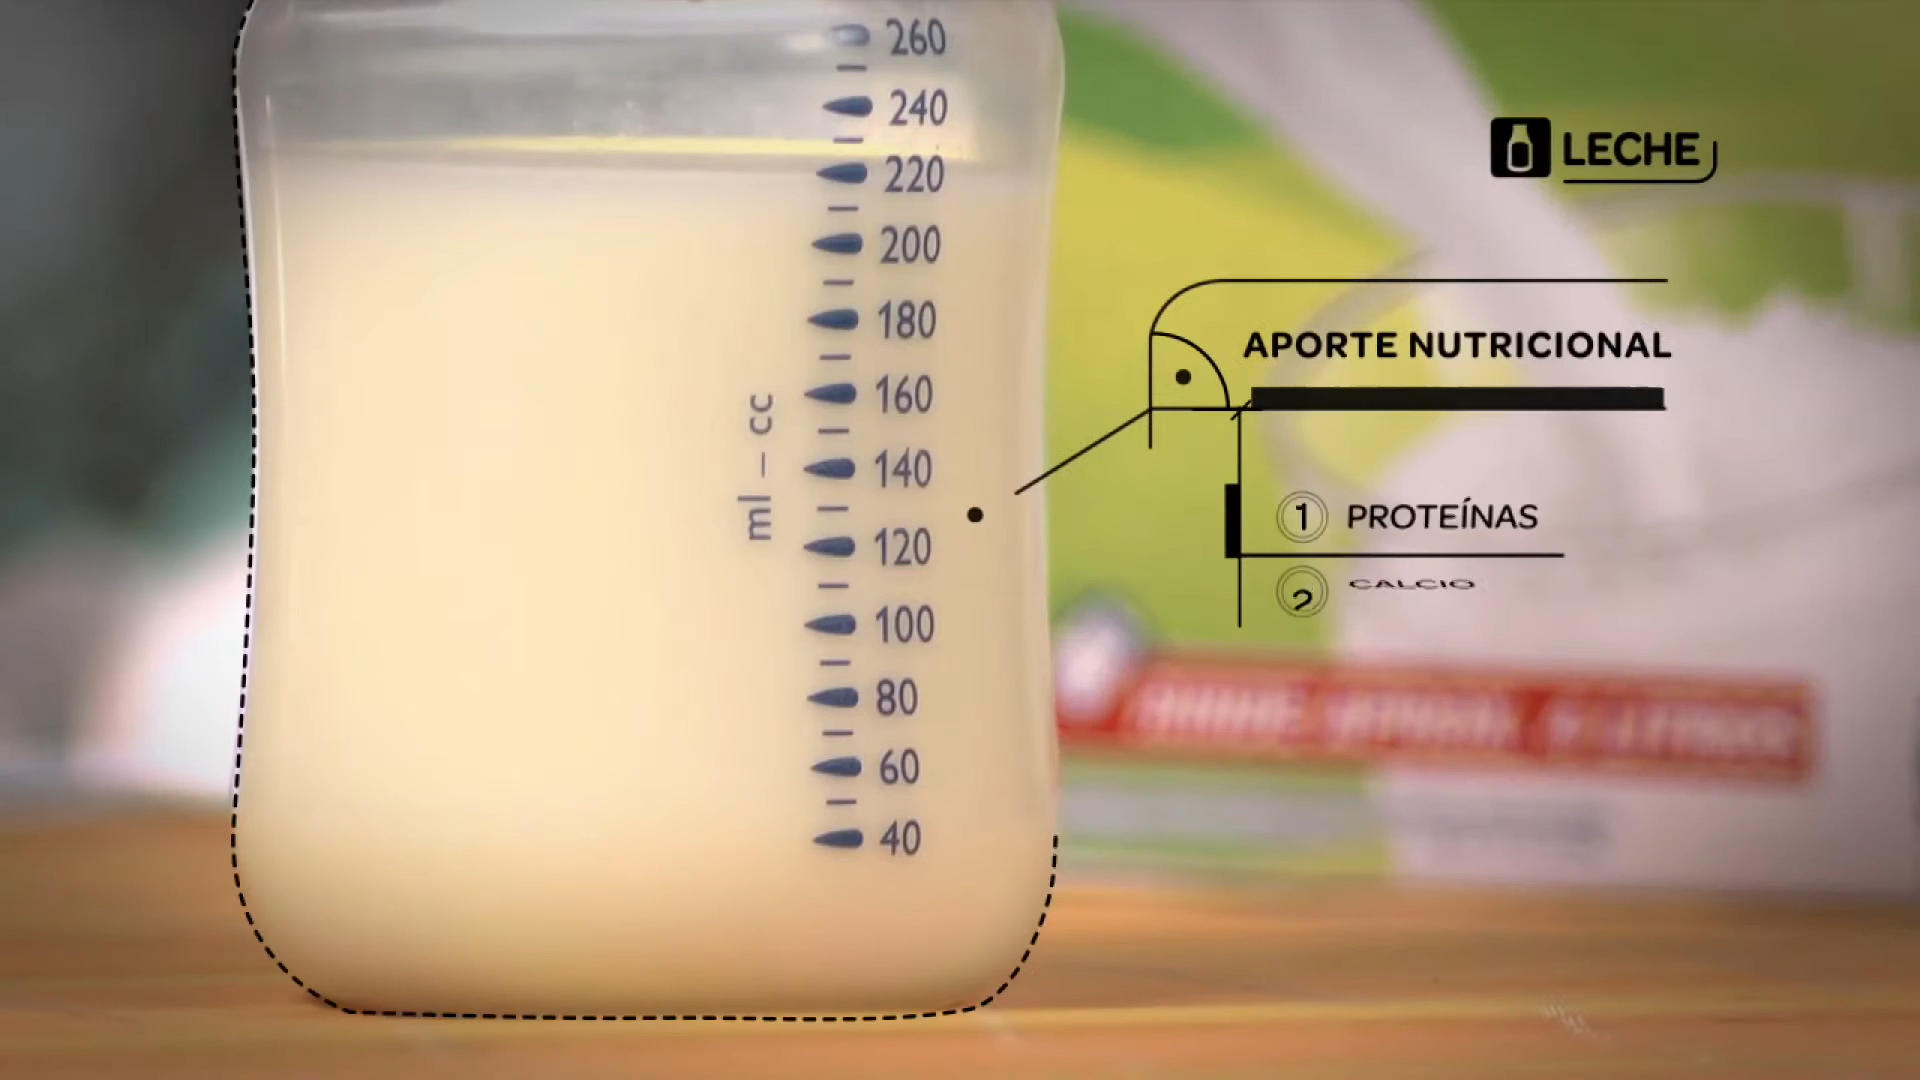 260
240
220
200
180
160
140
120
100
80
60
40
ml – cc
LECHE
APORTE NUTRICIONAL
1 PROTEÍNAS
2 CALCIO